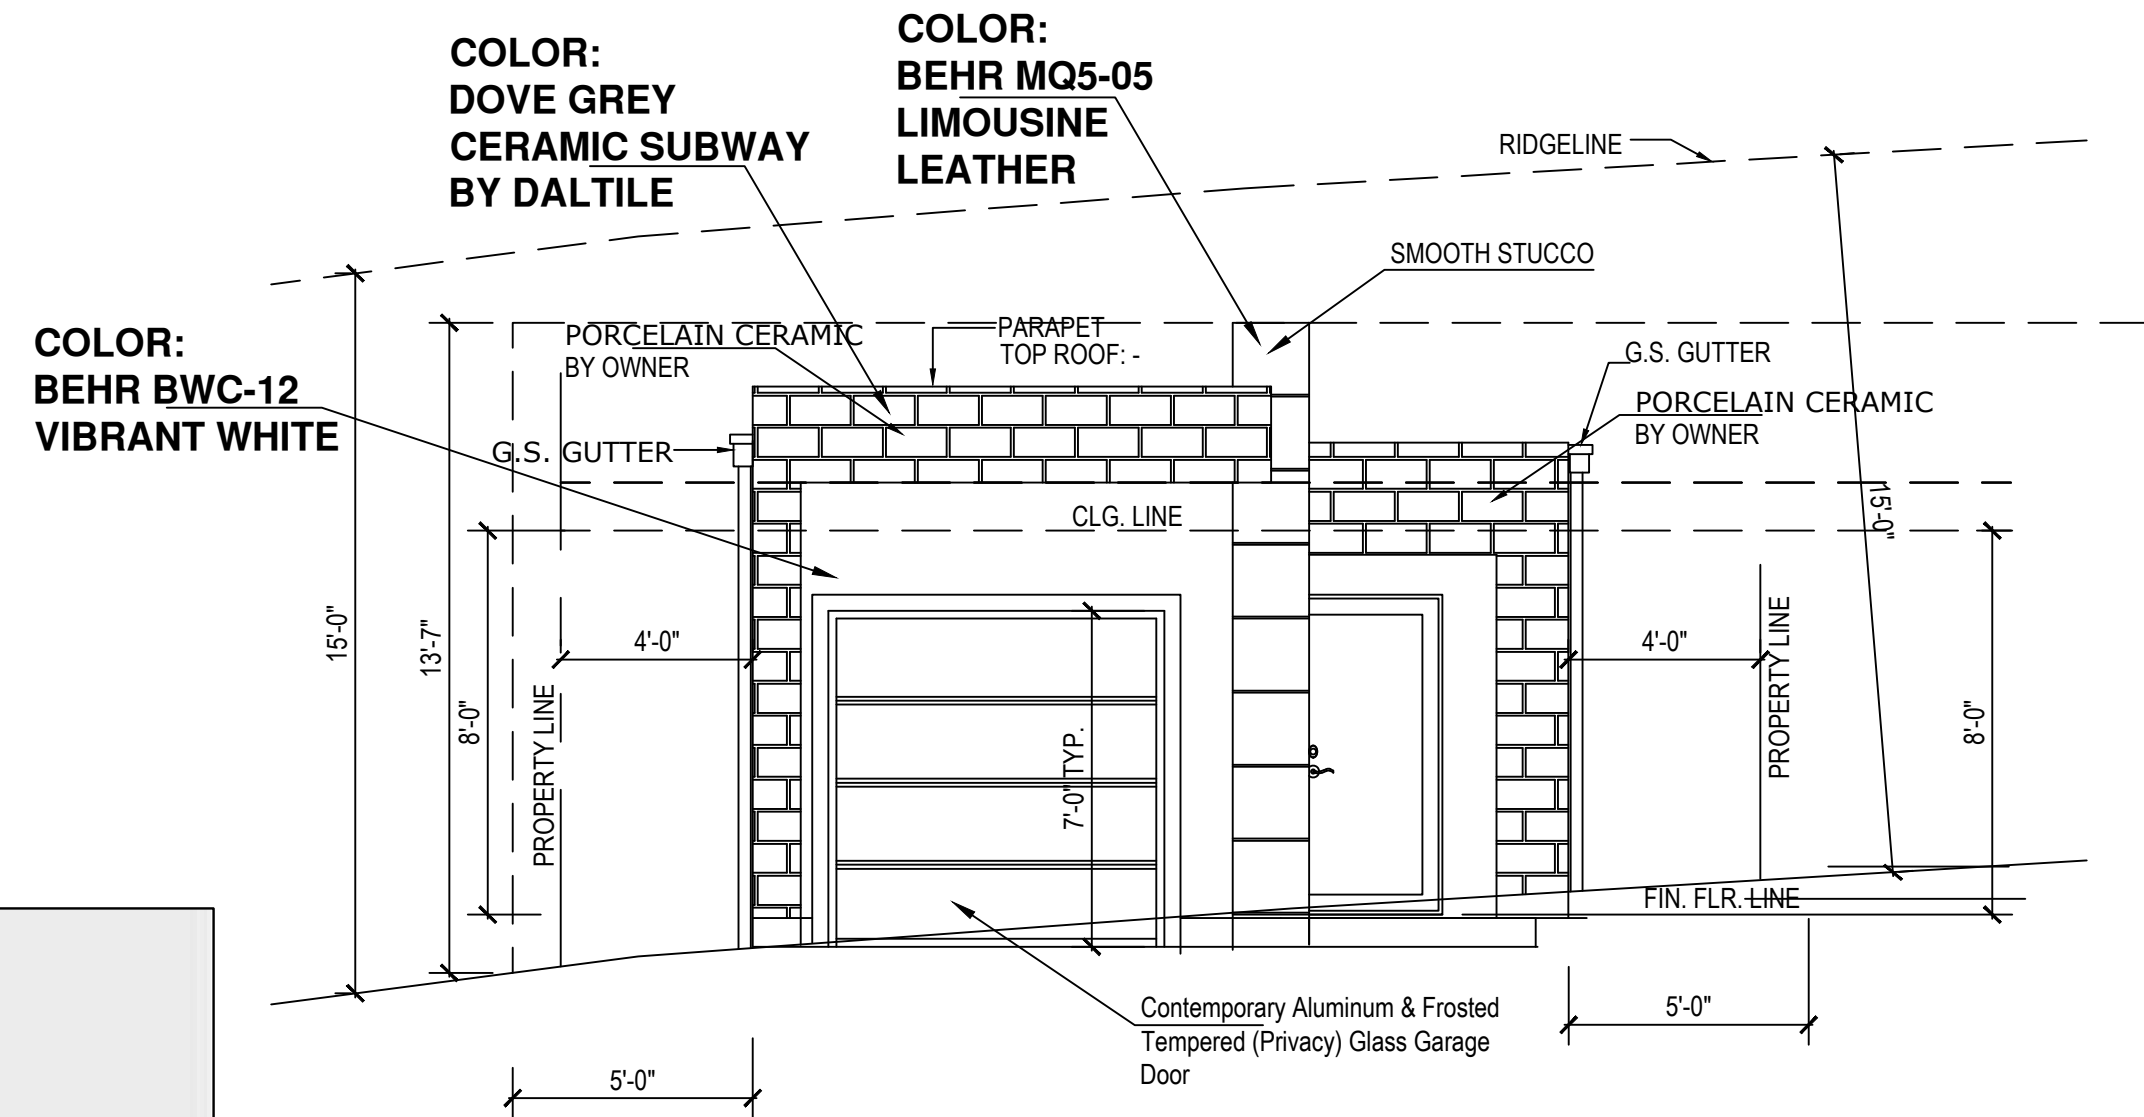 COLOR:
BEHR MQ5-05
LIMOUSINE
LEATHER
COLOR:
DOVE GREY
CERAMIC SUBWAY
BY DALTILE
RIDGELINE
SMOOTH STUCCO
COLOR:
BEHR BWC-12
VIBRANT WHITE
PORCELAIN CERAMIC
BY OWNER
PARAPET
TOP ROOF: -
G.S. GUTTER
PORCELAIN CERAMIC
BY OWNER
G.S. GUTTER
CLG. LINE
15'-0"
15'-0"
13'-7"
8'-0"
4'-0"
PROPERTY LINE
7'-0" TYP.
4'-0"
PROPERTY LINE
8'-0"
FIN. FLR. LINE
Contemporary Aluminum & Frosted
Tempered (Privacy) Glass Garage
Door
5'-0"
5'-0"